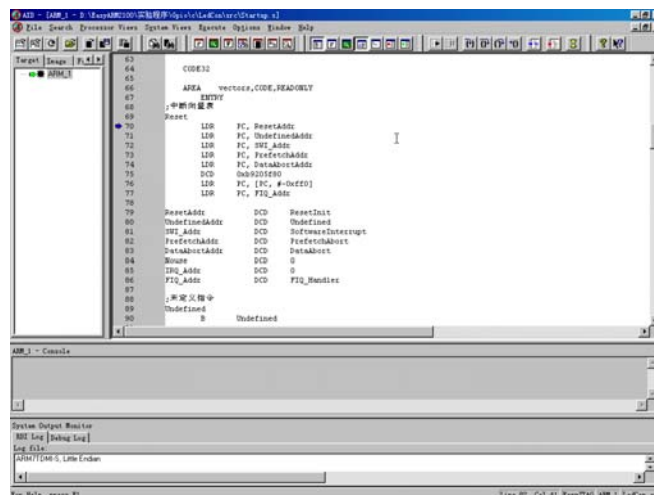 AXD - [ARM_1 - D:\EasyARM2100\实验程序\Gpio\c\LedCon\src\Startup.s]
File Search Processor Views System Views Execute Options Window Help
Target Image
ARM_1
63
64 CODE32
65
66 AREA vectors,CODE,READONLY
67 ENTRY
68 ;中断向量表
69 Reset
70 LDR PC, ResetAddr
71 LDR PC, UndefinedAddr
72 LDR PC, SWI_Addr
73 LDR PC, PrefetchAddr
74 LDR PC, DataAbortAddr
75 DCD 0xb9205f80
76 LDR PC, [PC, #-0xff0]
77 LDR PC, FIQ_Addr
78
79 ResetAddr DCD ResetInit
80 UndefinedAddr DCD Undefined
81 SWI_Addr DCD SoftwareInterrupt
82 PrefetchAddr DCD PrefetchAbort
83 DataAbortAddr DCD DataAbort
84 Nouse DCD 0
85 IRQ_Addr DCD 0
86 FIQ_Addr DCD FIQ_Handler
87
88 ;未定义指令
89 Undefined
90 B Undefined
ARM_1 - Console
System Output Monitor
RDI Log Debug Log
Log file:
ARM7TDMI-S, Little Endian
For Help, press F1